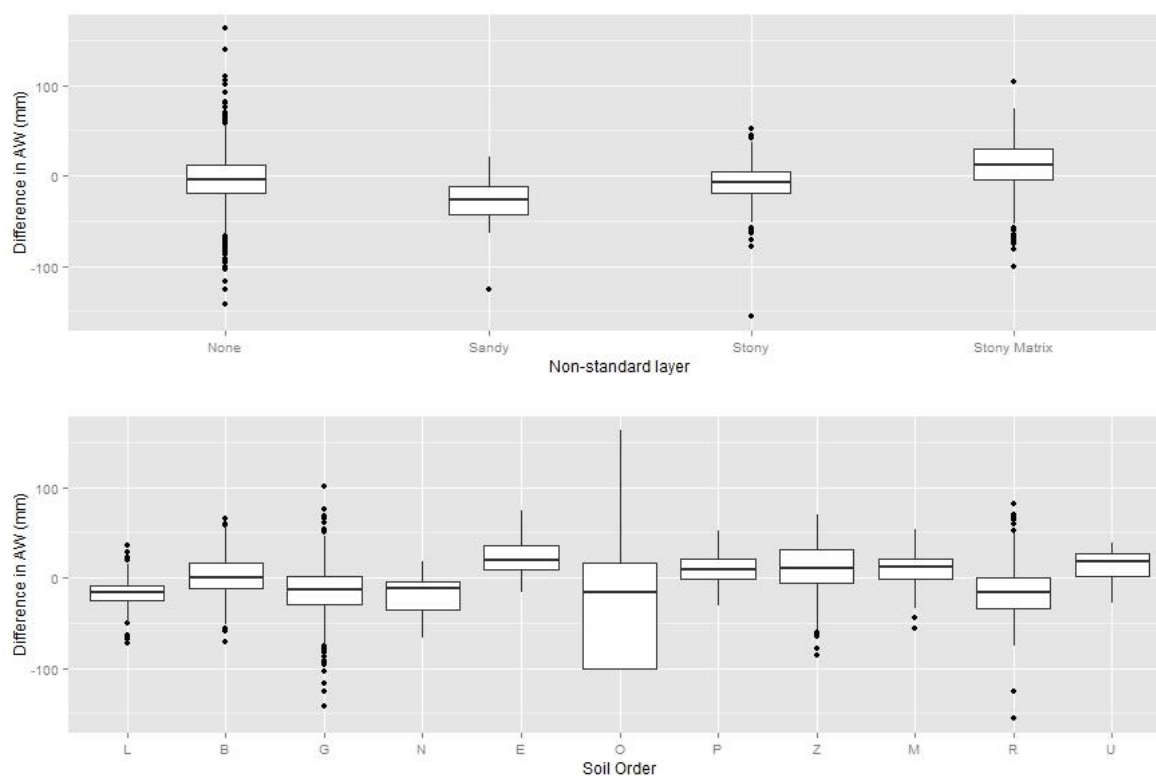 Difference in AW (mm)
100
0
-100
None Sandy Stony Stony Matrix
Non-standard layer
Difference in AW (mm)
100
0
-100
L B G N E O P Z M R U
Soil Order